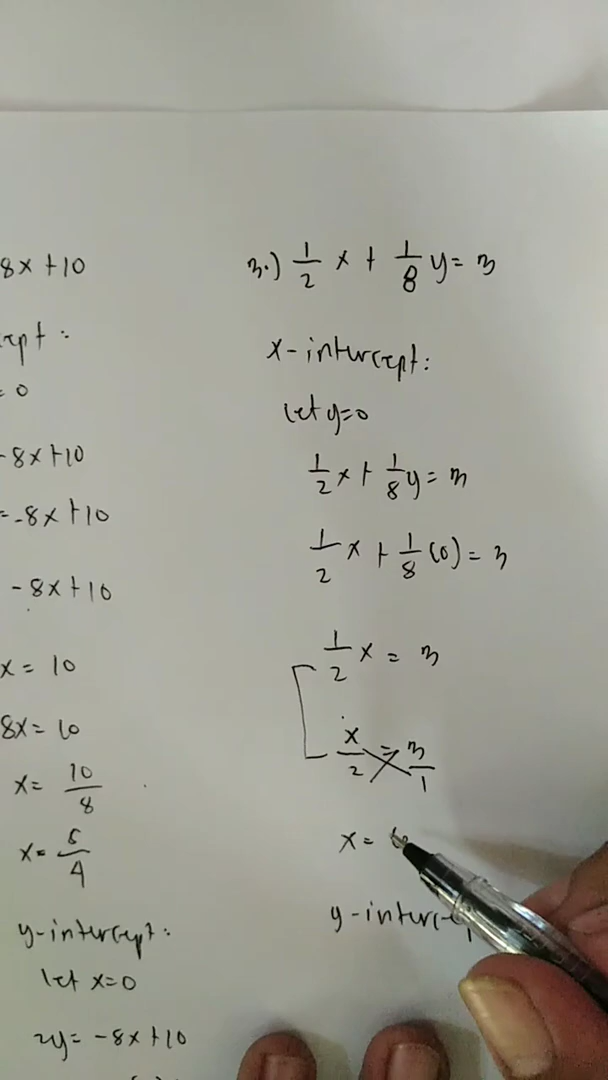 8x+10
= 0
-8x+10
= -8x+10
-8x+10
x = 10
8x = 10
x = 10/8
x = 5/4
y-intercept:
let x=0
2y = -8x+10
3.) 1/2 x + 1/8 y = 3
x-intercept:
let y=0
1/2 x + 1/8 y = 3
1/2 x + 1/8 (0) = 3
1/2 x = 3
x/2 = 3/1
x =